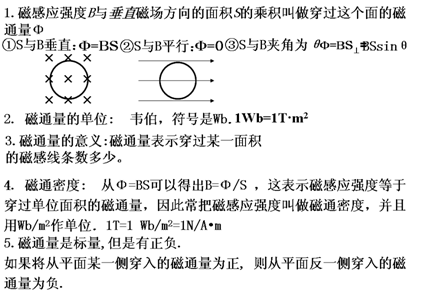 1. 磁感应强度B与垂直磁场方向的面积S的乘积叫做穿过这个面的磁
通量Φ
①S与B垂直:Φ=BS②S与B平行:Φ=0③S与B夹角为 θΦ=BS⊥=BSsinθ
2. 磁通量的单位: 韦伯，符号是Wb.1Wb=1T·m²
3.磁通量的意义:磁通量表示穿过某一面积
的磁感线条数多少。
4. 磁通密度: 从Φ=BS可以得出B=Φ/S ，这表示磁感应强度等于
穿过单位面积的磁通量，因此常把磁感应强度叫做磁通密度，并且
用Wb/m²作单位．1T=1 Wb/m²=1N/A•m
5.磁通量是标量,但是有正负.
如果将从平面某一侧穿入的磁通量为正, 则从平面反一侧穿入的磁
通量为负.